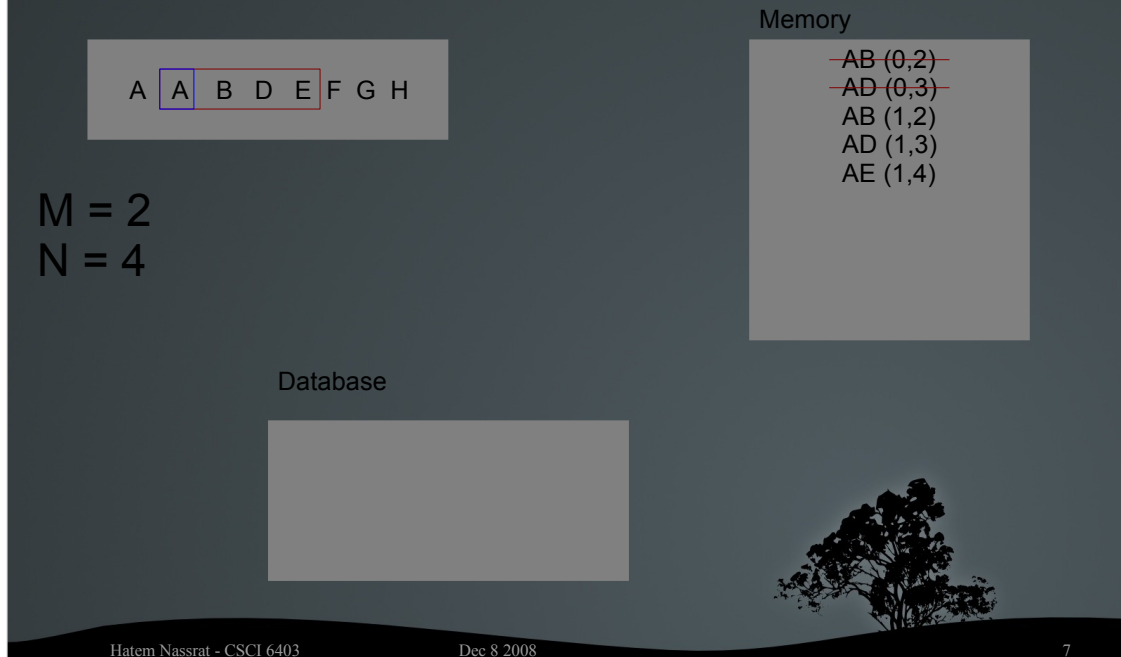 Memory
A A B D E F G H
AB (0,2)
AD (0,3)
AB (1,2)
AD (1,3)
AE (1,4)
M = 2
N = 4
Database
Hatem Nassrat - CSCI 6403 Dec 8 2008 7